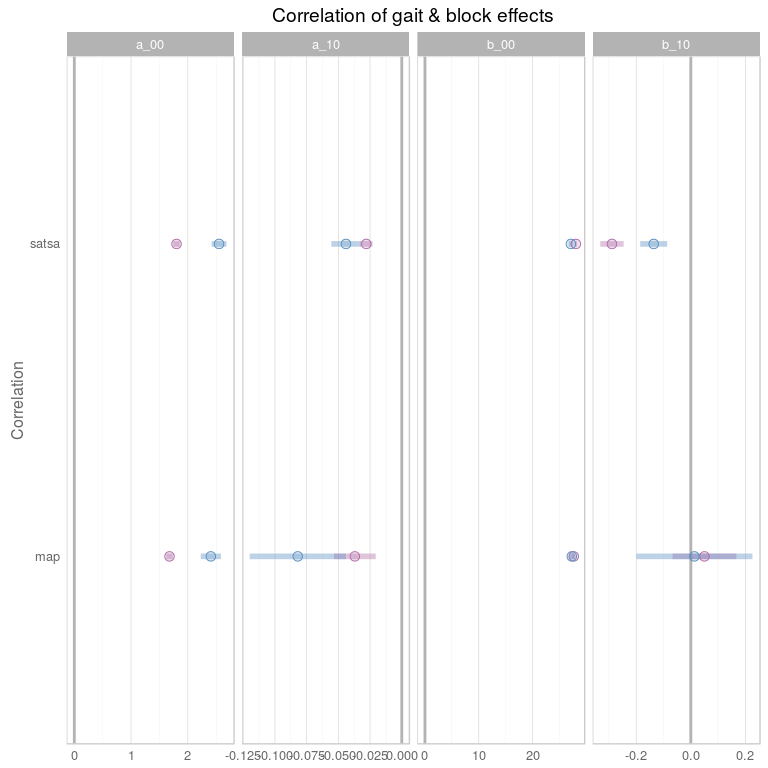 Correlation of gait & block effects
a_00 a_10 b_00 b_10
satsa
Correlation
map
0 1 2 -0.125 -0.100 -0.075 -0.050 -0.025 0.000 0 10 20 -0.2 0.0 0.2